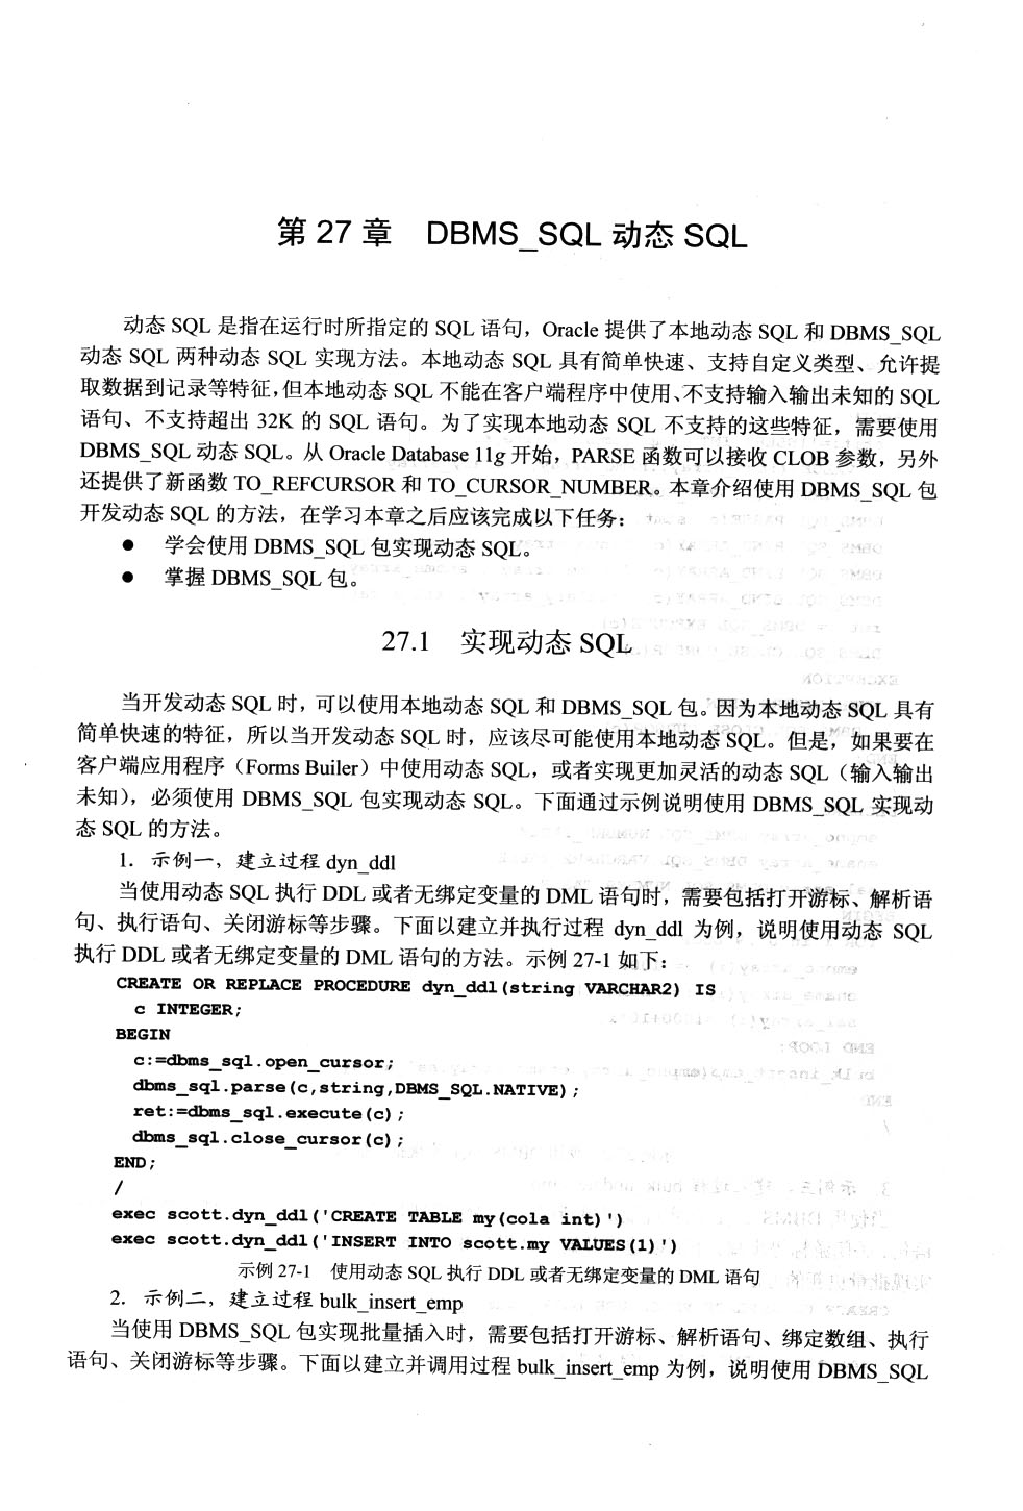 第 27 章 DBMS_SQL 动态 SQL
动态 SQL 是指在运行时所指定的 SQL 语句，Oracle 提供了本地动态 SQL 和 DBMS_SQL
动态 SQL 两种动态 SQL 实现方法。本地动态 SQL 具有简单快速、支持自定义类型、允许提
取数据到记录等特征，但本地动态 SQL 不能在客户端程序中使用、不支持输入输出未知的 SQL
语句、不支持超出 32K 的 SQL 语句。为了实现本地动态 SQL 不支持的这些特征，需要使用
DBMS_SQL 动态 SQL。从 Oracle Database 11g 开始，PARSE 函数可以接收 CLOB 参数，另外
还提供了新函数 TO_REFCURSOR 和 TO_CURSOR_NUMBER。本章介绍使用 DBMS_SQL 包
开发动态 SQL 的方法，在学习本章之后应该完成以下任务：
● 学会使用 DBMS_SQL 包实现动态 SQL。
● 掌握 DBMS_SQL 包。
27.1 实现动态 SQL
当开发动态 SQL 时，可以使用本地动态 SQL 和 DBMS_SQL 包。因为本地动态 SQL 具有
简单快速的特征，所以当开发动态 SQL 时，应该尽可能使用本地动态 SQL。但是，如果要在
客户端应用程序（Forms Builer）中使用动态 SQL，或者实现更加灵活的动态 SQL（输入输出
未知），必须使用 DBMS_SQL 包实现动态 SQL。下面通过示例说明使用 DBMS_SQL 实现动
态 SQL 的方法。
1. 示例一，建立过程 dyn_ddl
当使用动态 SQL 执行 DDL 或者无绑定变量的 DML 语句时，需要包括打开游标、解析语
句、执行语句、关闭游标等步骤。下面以建立并执行过程 dyn_ddl 为例，说明使用动态 SQL
执行 DDL 或者无绑定变量的 DML 语句的方法。示例 27-1 如下：
CREATE OR REPLACE PROCEDURE dyn_ddl(string VARCHAR2) IS
c INTEGER;
BEGIN
c:=dbms_sql.open_cursor;
dbms_sql.parse(c,string,DBMS_SQL.NATIVE);
ret:=dbms_sql.execute(c);
dbms_sql.close_cursor(c);
END;
/
exec scott.dyn_ddl('CREATE TABLE my(cola int)')
exec scott.dyn_ddl('INSERT INTO scott.my VALUES(1)')
示例 27-1 使用动态 SQL 执行 DDL 或者无绑定变量的 DML 语句
2. 示例二，建立过程 bulk_insert_emp
当使用 DBMS_SQL 包实现批量插入时，需要包括打开游标、解析语句、绑定数组、执行
语句、关闭游标等步骤。下面以建立并调用过程 bulk_insert_emp 为例，说明使用 DBMS_SQL